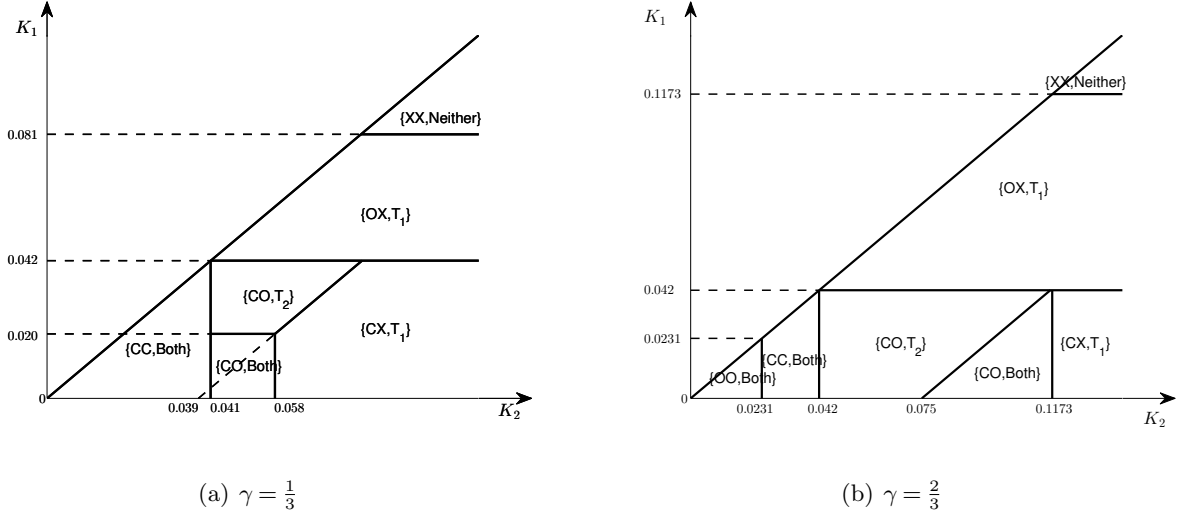 K1
0.081
0.042
0.020
0
0.039
0.041
0.058
K2
{XX,Neither}
{OX,T1}
{CO,T2}
{CX,T1}
{CC,Both}
{CO,Both}
(a) γ = 1/3
K1
0.1173
0.042
0.0231
0
0.0231
0.042
0.075
0.1173
K2
{XX,Neither}
{OX,T1}
{CO,T2}
{CX,T1}
{CC,Both}
{OO,Both}
{CO,Both}
(b) γ = 2/3